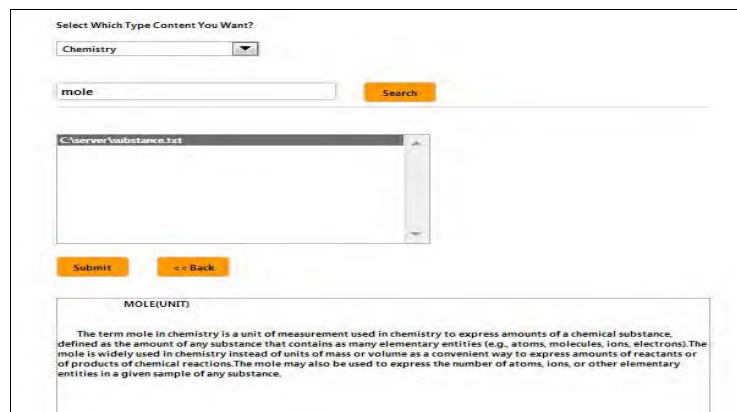 Select Which Type Content You Want?
Chemistry
mole
Search
C:\server\substance.txt
Submit
<< Back
MOLE(UNIT)
The term mole in chemistry is a unit of measurement used in chemistry to express amounts of a chemical substance,
defined as the amount of any substance that contains as many elementary entities (e.g., atoms, molecules, ions, electrons).The
mole is widely used in chemistry instead of units of mass or volume as a convenient way to express amounts of reactants or
of products of chemical reactions.The mole may also be used to express the number of atoms, ions, or other elementary
entities in a given sample of any substance.